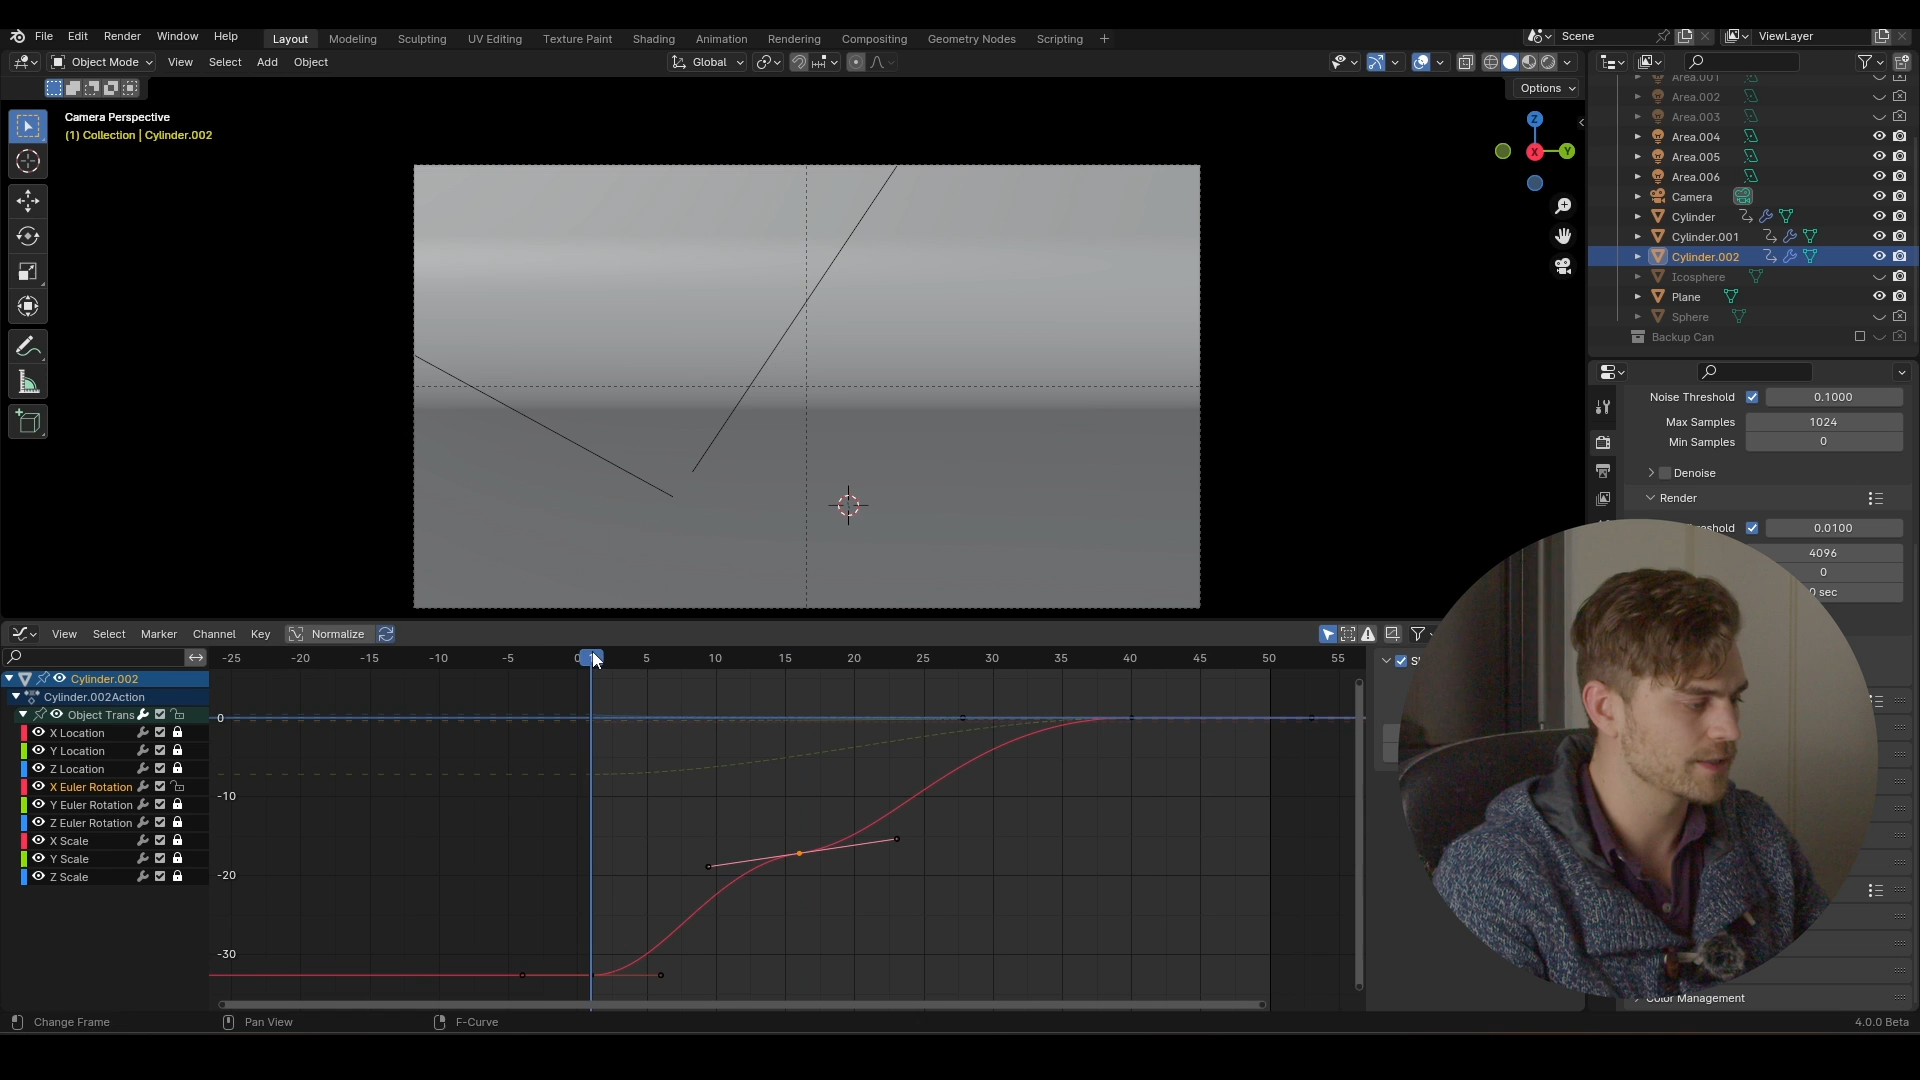 File Edit Render Window Help Layout Modeling Sculpting UV Editing Texture Paint Shading Animation Rendering Compositing Geometry Nodes Scripting + Scene ViewLayer
Object Mode View Select Add Object Global
Options
Camera Perspective
(1) Collection | Cylinder.002
Z
X
Y
Area.001
Area.002
Area.003
Area.004
Area.005
Area.006
Camera
Cylinder
Cylinder.001
Cylinder.002
Icosphere
Plane
Sphere
Backup Can
Noise Threshold 0.1000
Max Samples 1024
Min Samples 0
Denoise
Render
0.0100
4096
0
0 sec
Color Management
View Select Marker Channel Key Normalize
-25 -20 -15 -10 -5 0 5 10 15 20 25 30 35 40 45 50 55
Cylinder.002
Cylinder.002Action
Object Trans
X Location
Y Location
Z Location
X Euler Rotation
Y Euler Rotation
Z Euler Rotation
X Scale
Y Scale
Z Scale
0
-10
-20
-30
Change Frame Pan View F-Curve 4.0.0 Beta